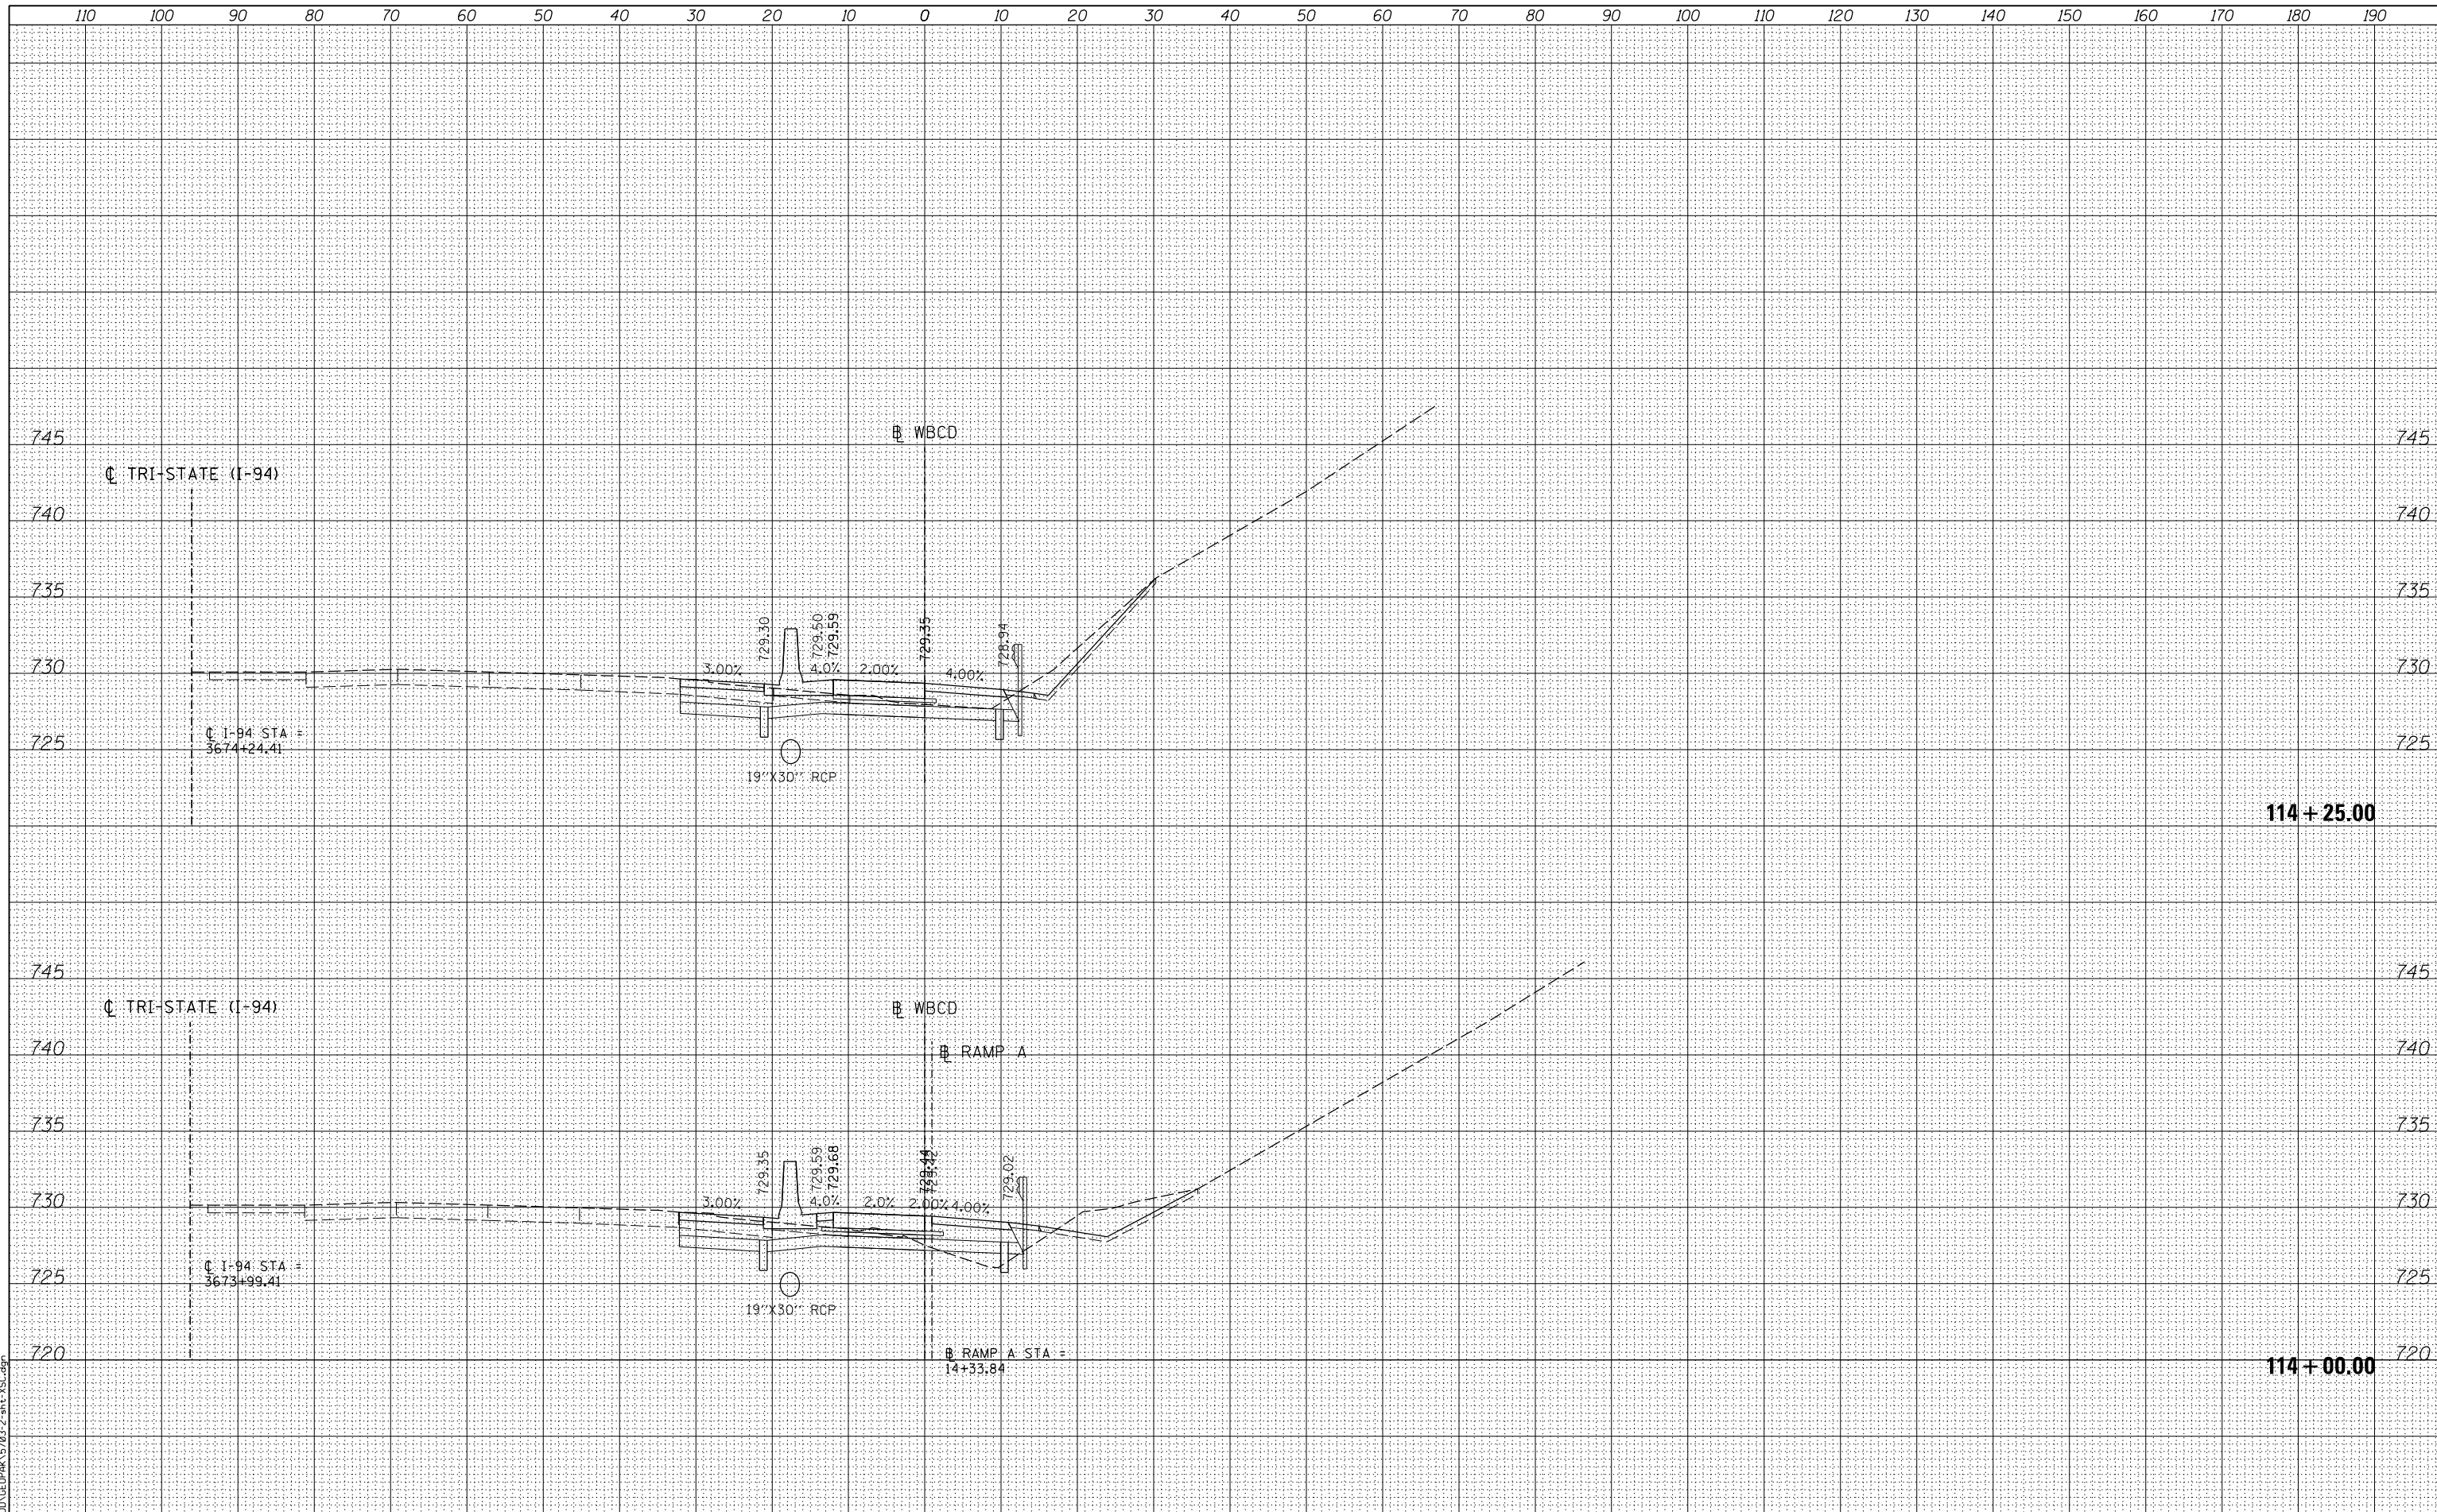 110 100 90 80 70 60 50 40 30 20 10 0 10 20 30 40 50 60 70 80 90 100 110 120 130 140 150 160 170 180 190
745 ℄ WBCD 745
℄ TRI-STATE (I-94)
740 740
735 735
729.30 729.50 729.59 729.35 728.94
730 3.00% 4.0% 2.00% 4.00% 730
℄ I-94 STA =
3674+24.41
725 725
19"X30" RCP
114+25.00
745 745
℄ TRI-STATE (I-94) ℄ WBCD
740 ℄ RAMP A 740
735 735
729.35 729.59 729.68 729.44 729.42 729.02
730 3.00% 4.0% 2.0% 2.00% 4.00% 730
℄ I-94 STA =
3673+99.41
725 725
19"X30" RCP
720 720
℄ RAMP A STA =
14+33.84
114+00.00